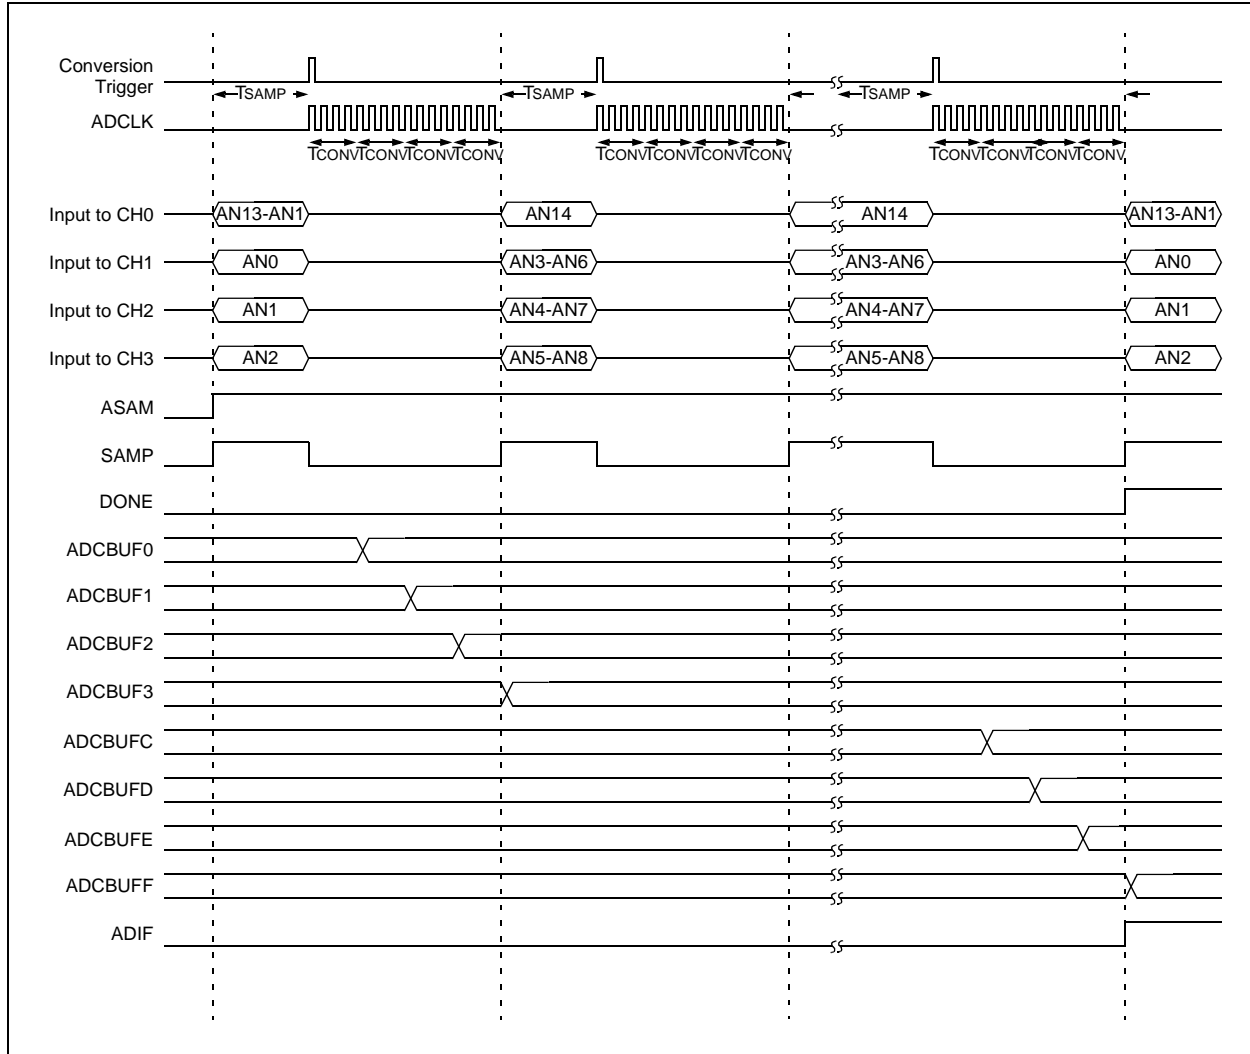 Conversion
Trigger
TSAMP TSAMP TSAMP
ADCLK
TCONV TCONV TCONV TCONV TCONV TCONV TCONV TCONV TCONV TCONV TCONV TCONV
Input to CH0 AN13-AN1 AN14 AN14 AN13-AN1
Input to CH1 AN0 AN3-AN6 AN3-AN6 AN0
Input to CH2 AN1 AN4-AN7 AN4-AN7 AN1
Input to CH3 AN2 AN5-AN8 AN5-AN8 AN2
ASAM
SAMP
DONE
ADCBUF0
ADCBUF1
ADCBUF2
ADCBUF3
ADCBUFC
ADCBUFD
ADCBUFE
ADCBUFF
ADIF